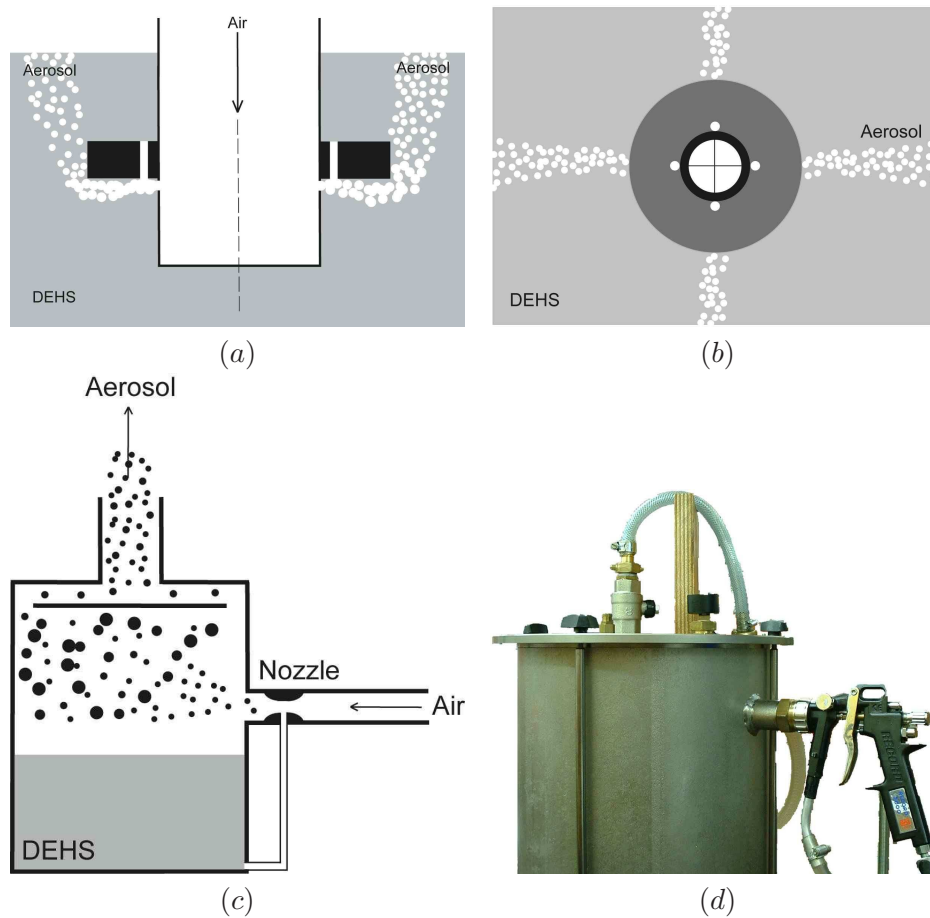 Air
Aerosol
Aerosol
DEHS
(a)
Aerosol
DEHS
(b)
Aerosol
Nozzle
Air
DEHS
(c)
(d)